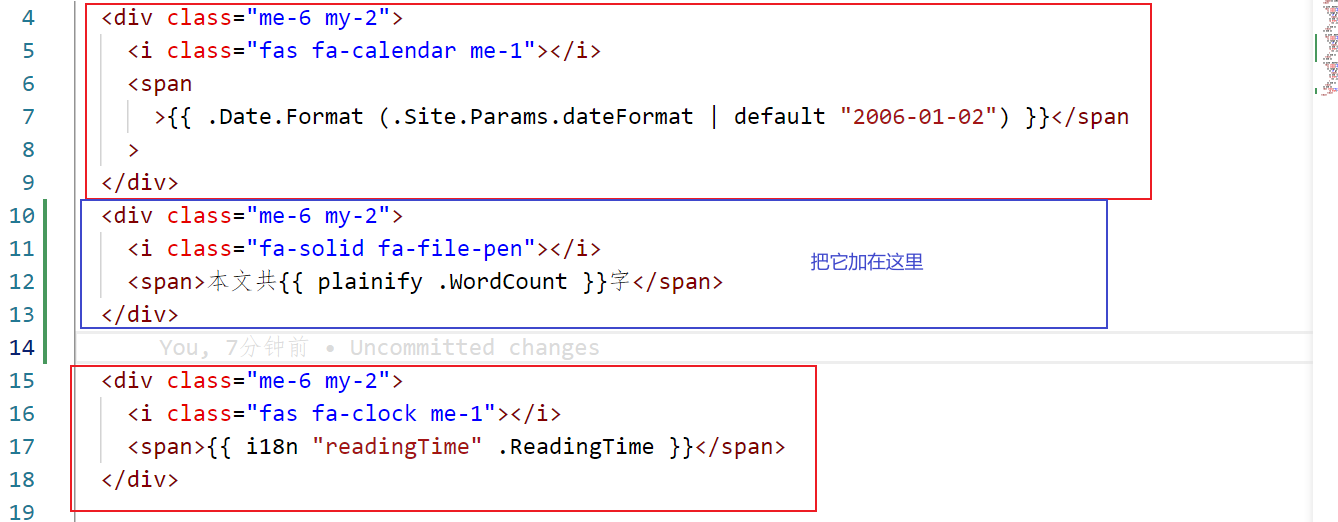 4 <div class="me-6 my-2">
5 <i class="fas fa-calendar me-1"></i>
6 <span
7 >{{ .Date.Format (.Site.Params.dateFormat | default "2006-01-02") }}</span
8 >
9 </div>
10 <div class="me-6 my-2">
11 <i class="fa-solid fa-file-pen"></i>
把它加在这里
12 <span>本文共{{ plainify .WordCount }}字</span>
13 </div>
14 You, 7分钟前 • Uncommitted changes
15 <div class="me-6 my-2">
16 <i class="fas fa-clock me-1"></i>
17 <span>{{ i18n "readingTime" .ReadingTime }}</span>
18 </div>
19